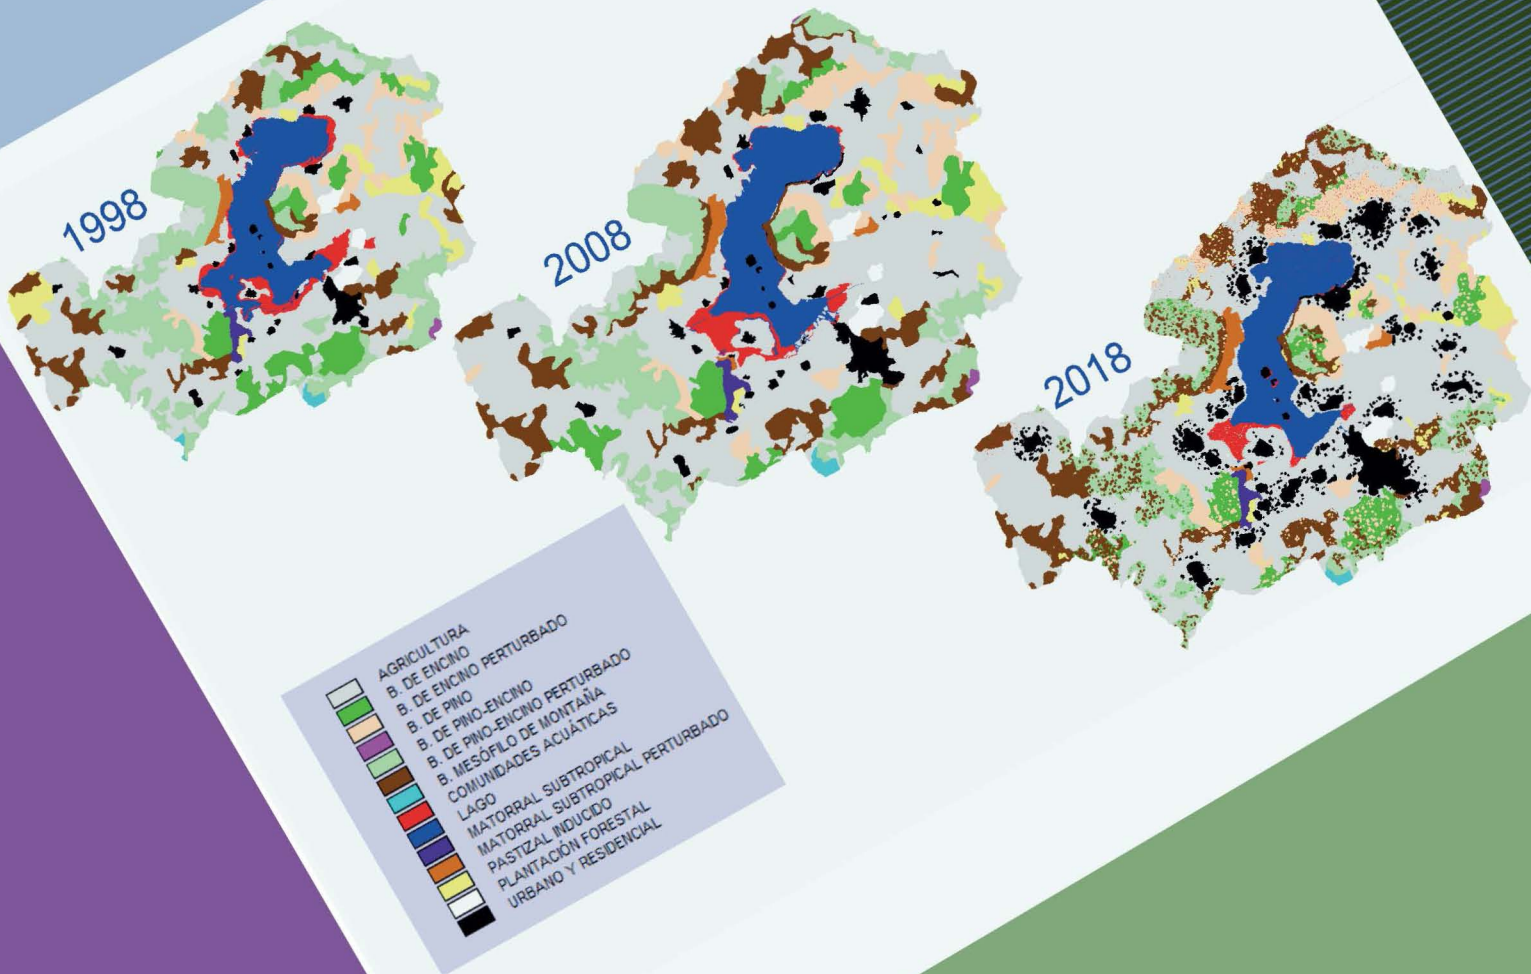 1998
2008
2018
AGRICULTURA
B. DE ENCINO
B. DE ENCINO PERTURBADO
B. DE PINO
B. DE PINO-ENCINO
B. DE PINO-ENCINO PERTURBADO
B. MESÓFILO DE MONTAÑA
COMUNIDADES ACUÁTICAS
LAGO
MATORRAL SUBTROPICAL
MATORRAL SUBTROPICAL PERTURBADO
PASTIZAL INDUCIDO
PLANTACIÓN FORESTAL
URBANO Y RESIDENCIAL